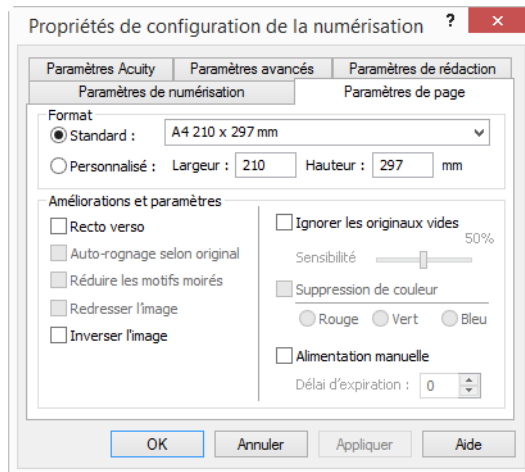 Propriétés de configuration de la numérisation ? ×
Paramètres Acuity Paramètres avancés Paramètres de rédaction
Paramètres de numérisation Paramètres de page
Format
Standard : A4 210 x 297 mm
Personnalisé : Largeur : 210 Hauteur : 297 mm
Améliorations et paramètres
Recto verso
Auto-rognage selon original
Réduire les motifs moirés
Redresser l'image
Inverser l'image
Ignorer les originaux vides
50%
Sensibilité
Suppression de couleur
Rouge Vert Bleu
Alimentation manuelle
Délai d'expiration : 0
OK Annuler Appliquer Aide